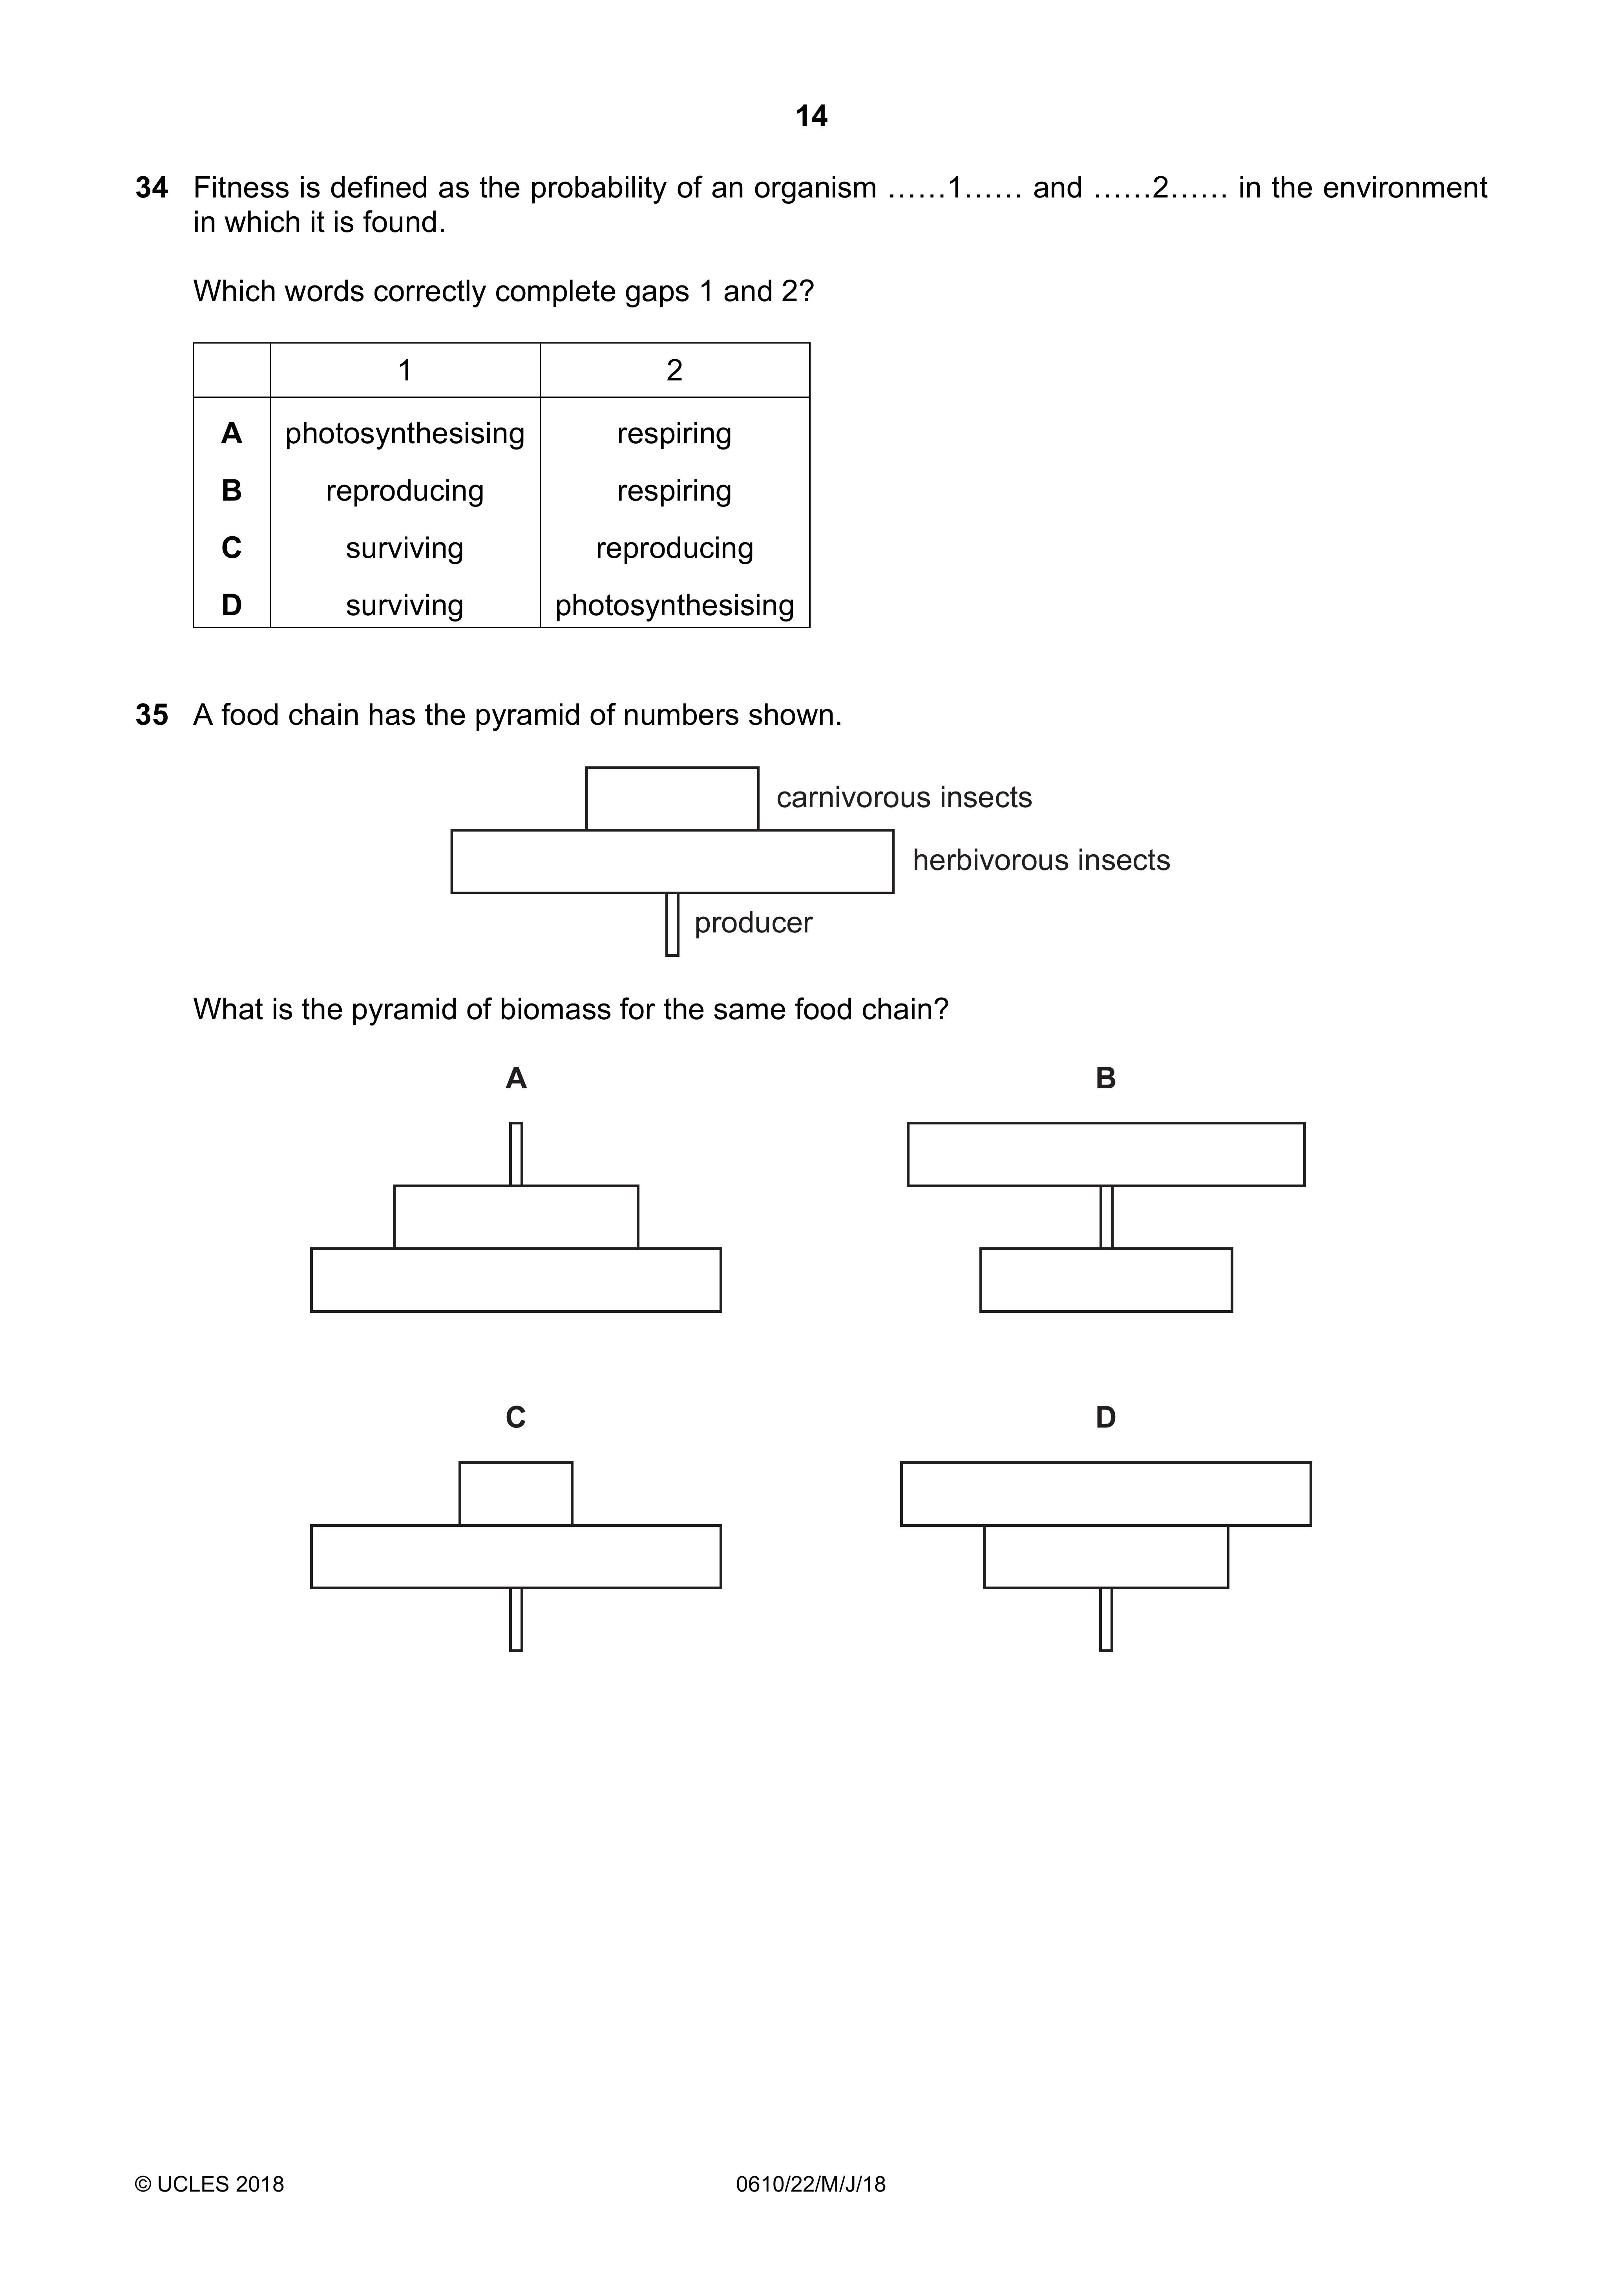 14
34 Fitness is defined as the probability of an organism ......1...... and ......2...... in the environment
in which it is found.
Which words correctly complete gaps 1 and 2?
1 2
A photosynthesising respiring
B reproducing respiring
C surviving reproducing
D surviving photosynthesising
35 A food chain has the pyramid of numbers shown.
carnivorous insects
herbivorous insects
producer
What is the pyramid of biomass for the same food chain?
A B
C D
© UCLES 2018 0610/22/M/J/18